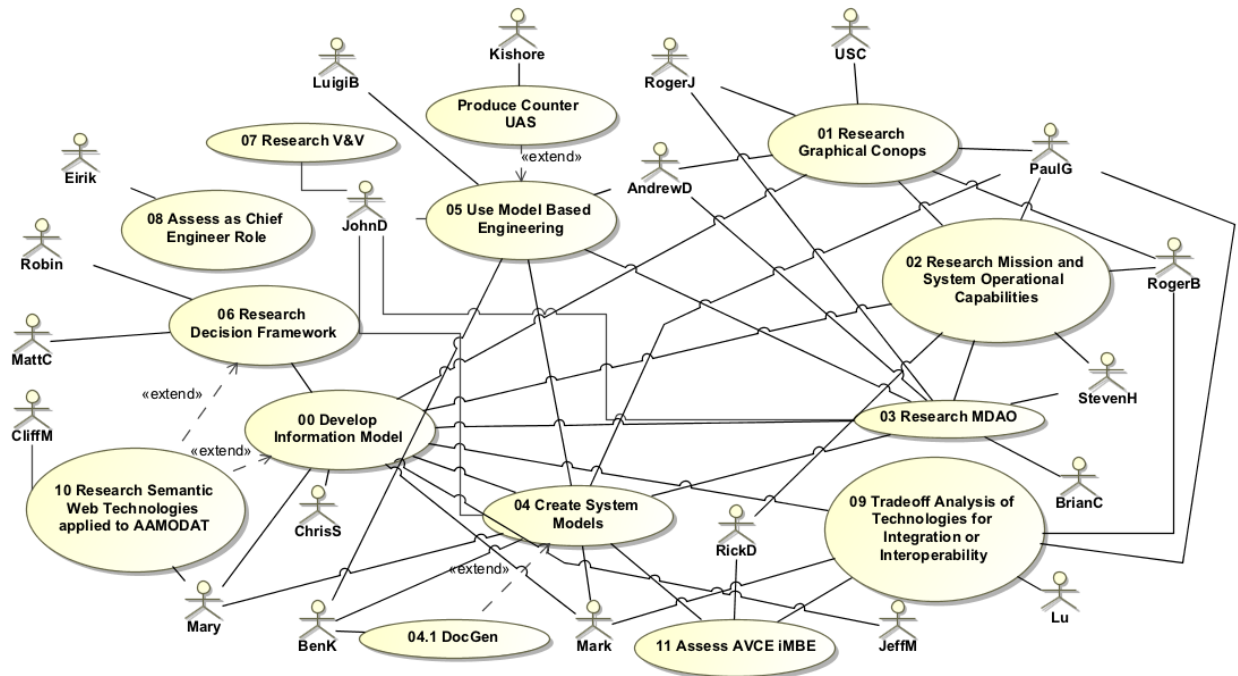 Kishore
USC
LuigiB
RogerJ
Produce Counter
UAS
07 Research V&V
01 Research
Graphical Conops
«extend»
Eirik
AndrewD
PaulG
08 Assess as Chief
Engineer Role
JohnD
05 Use Model Based
Engineering
Robin
02 Research Mission and
System Operational
Capabilities
RogerB
06 Research
Decision Framework
MattC
«extend»
StevenH
CliffM
00 Develop
Information Model
03 Research MDAO
«extend»
10 Research Semantic
Web Technologies
applied to AAMODAT
ChrisS
04 Create System
Models
09 Tradeoff Analysis of
Technologies for
Integration or
Interoperability
BrianC
RickD
«extend»
Mary
BenK
04.1 DocGen
Mark
11 Assess AVCE iMBE
JeffM
Lu